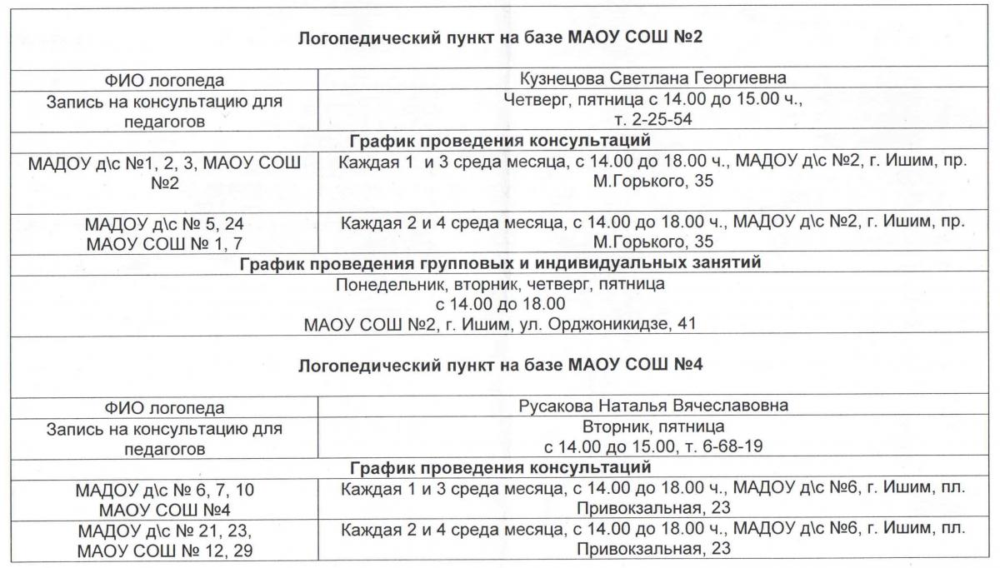 Логопедический пункт на базе МАОУ СОШ №2
ФИО логопеда
Кузнецова Светлана Георгиевна
Запись на консультацию для
педагогов
Четверг, пятница с 14.00 до 15.00 ч.,
т. 2-25-54
График проведения консультаций
МАДОУ д\с №1, 2, 3, МАОУ СОШ
№2
Каждая 1 и 3 среда месяца, с 14.00 до 18.00 ч., МАДОУ д\с №2, г. Ишим, пр.
М.Горького, 35
МАДОУ д\с № 5, 24
МАОУ СОШ № 1, 7
Каждая 2 и 4 среда месяца, с 14.00 до 18.00 ч., МАДОУ д\с №2, г. Ишим, пр.
М.Горького, 35
График проведения групповых и индивидуальных занятий
Понедельник, вторник, четверг, пятница
с 14.00 до 18.00
МАОУ СОШ №2, г. Ишим, ул. Орджоникидзе, 41
Логопедический пункт на базе МАОУ СОШ №4
ФИО логопеда
Русакова Наталья Вячеславовна
Запись на консультацию для
педагогов
Вторник, пятница
с 14.00 до 15.00, т. 6-68-19
График проведения консультаций
МАДОУ д\с № 6, 7, 10
МАОУ СОШ №4
Каждая 1 и 3 среда месяца, с 14.00 до 18.00 ч., МАДОУ д\с №6, г. Ишим, пл.
Привокзальная, 23
МАДОУ д\с № 21, 23,
МАОУ СОШ № 12, 29
Каждая 2 и 4 среда месяца, с 14.00 до 18.00 ч., МАДОУ д\с №6, г. Ишим, пл.
Привокзальная, 23